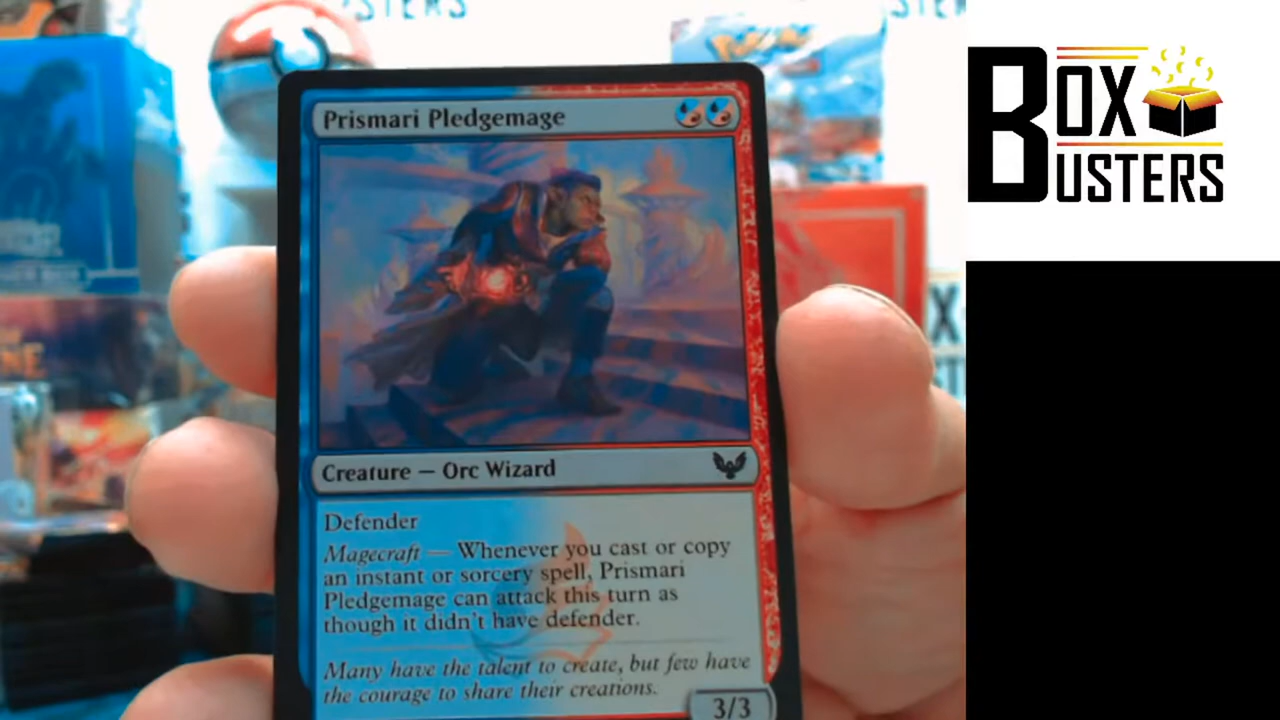 USTERS
STERS
Prismari Pledgemage
BOX
BUSTERS
Creature — Orc Wizard
Defender
Magecraft — Whenever you cast or copy
an instant or sorcery spell, Prismari
Pledgemage can attack this turn as
though it didn't have defender.
Many have the talent to create, but few have
the courage to share their creations.
3/3